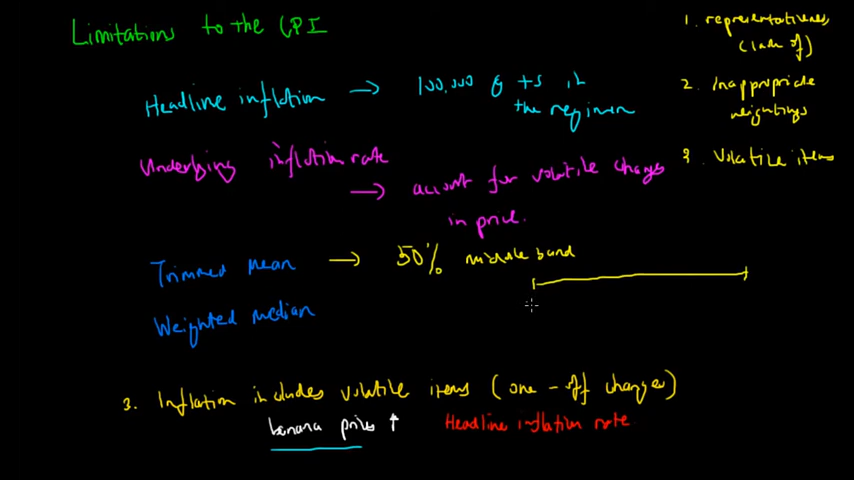 Limitations to the CPI
1. representativeness
(lack of)
2. Inappropriate
weightings
3. Volatile items
Headline inflation → 100.000 g + s in
the regimen
Underlying inflation rate
→ account for volatile changes
in price.
Trimmed mean → 50% middle band
Weighted median
3. Inflation includes volatile items (one-off changes)
banana prices ↑ Headline inflation rate